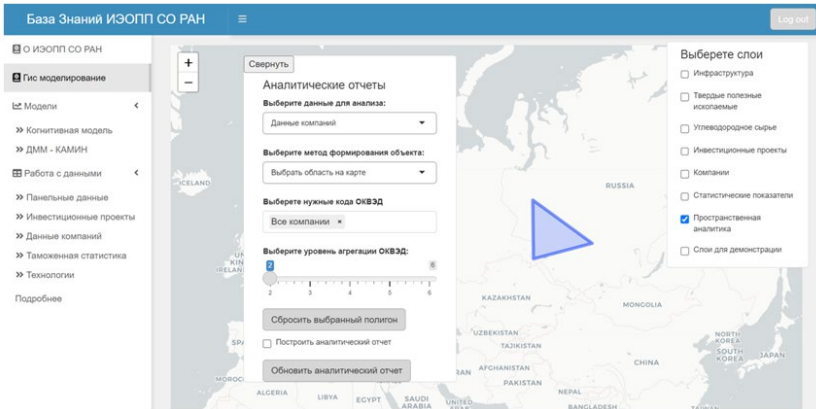 База Знаний ИЭОПП СО РАН
Log out
О ИЭОПП СО РАН
Гис моделирование
Модели
Когнитивная модель
ДММ - КАМИН
Работа с данными
Панельные данные
Инвестиционные проекты
Данные компаний
Таможенная статистика
Технологии
Подробнее
+
−
Свернуть
Аналитические отчеты
Выберите данные для анализа:
Данные компаний
Выберите метод формирования объекта:
Выбрать область на карте
Выберите нужные кода ОКВЭД
Все компании ×
Выберите уровень агрегации ОКВЭД:
2
6
2 3 4 5 6
Сбросить выбранный полигон
Построить аналитический отчет
Обновить аналитический отчет
Выберете слои
Инфраструктура
Твердые полезные
ископаемые
Углеводородное сырье
Инвестиционные проекты
Компании
Статистические показатели
Пространственная
аналитика
Слои для демонстрации
ICELAND
RUSSIA
KAZAKHSTAN
MONGOLIA
UZBEKISTAN
TAJIKISTAN
NORTH
KOREA
SOUTH
KOREA
JAPAN
CHINA
AFGHANISTAN
PAKISTAN
NEPAL
ALGERIA
LIBYA
EGYPT
SAUDI
ARABIA
UNITED
BANGLADESH